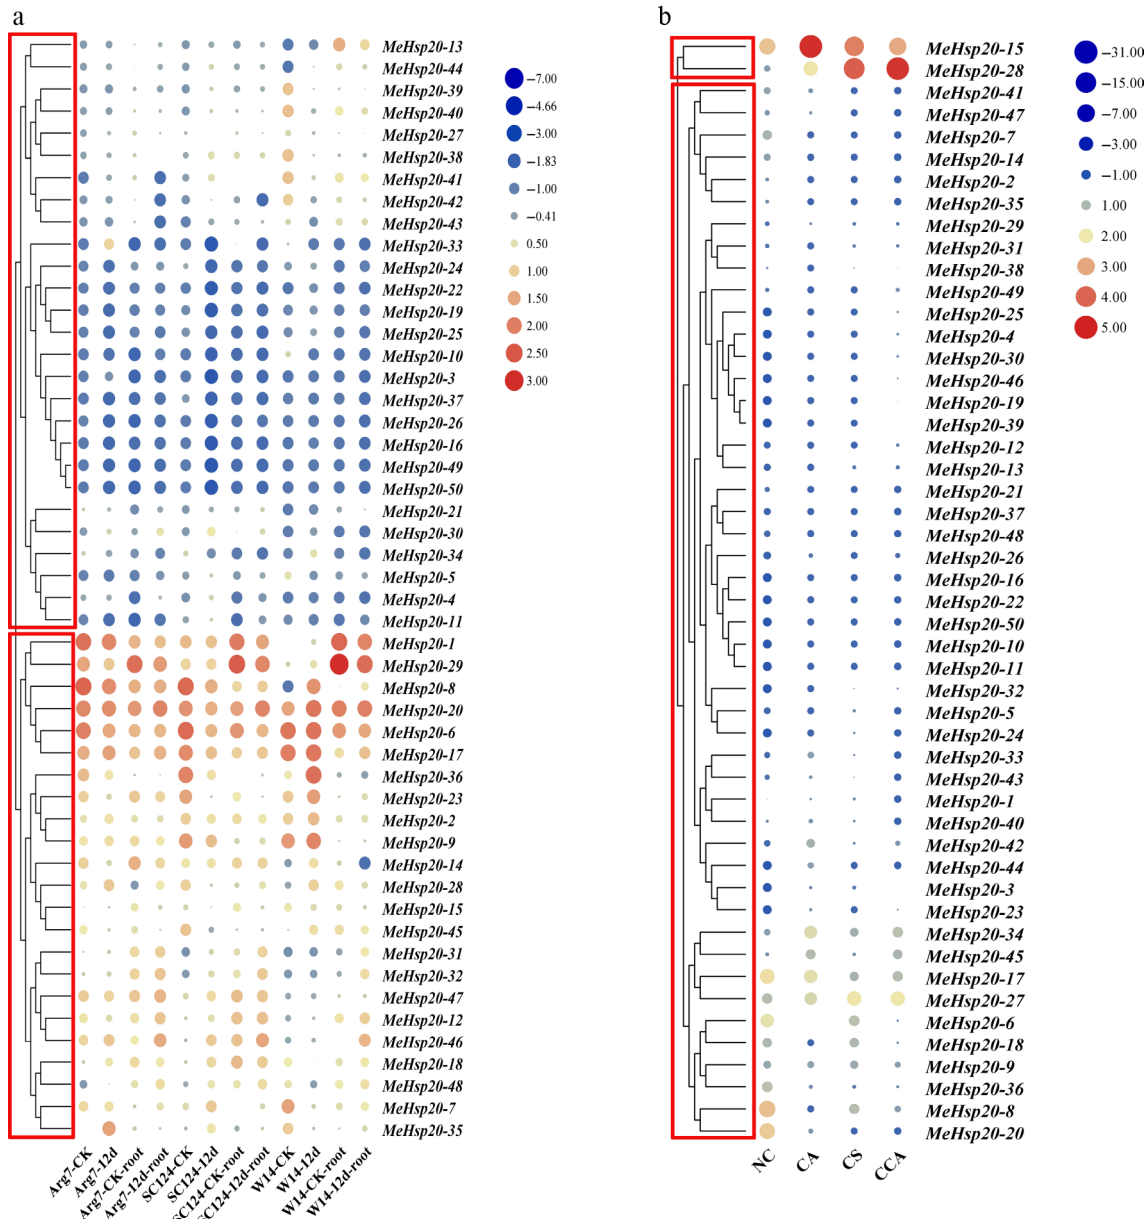 a
MeHsp20-13
MeHsp20-44
MeHsp20-39
MeHsp20-40
MeHsp20-27
MeHsp20-38
MeHsp20-41
MeHsp20-42
MeHsp20-43
MeHsp20-33
MeHsp20-24
MeHsp20-22
MeHsp20-19
MeHsp20-25
MeHsp20-10
MeHsp20-3
MeHsp20-37
MeHsp20-26
MeHsp20-16
MeHsp20-49
MeHsp20-50
MeHsp20-21
MeHsp20-30
MeHsp20-34
MeHsp20-5
MeHsp20-4
MeHsp20-11
MeHsp20-1
MeHsp20-29
MeHsp20-8
MeHsp20-20
MeHsp20-6
MeHsp20-17
MeHsp20-36
MeHsp20-23
MeHsp20-2
MeHsp20-9
MeHsp20-14
MeHsp20-28
MeHsp20-15
MeHsp20-45
MeHsp20-31
MeHsp20-32
MeHsp20-47
MeHsp20-12
MeHsp20-46
MeHsp20-18
MeHsp20-48
MeHsp20-7
MeHsp20-35
Arg7-CK
Arg7-12d
Arg7-CK-root
Arg7-12d-root
SC124-CK
SC124-12d
SC124-CK-root
SC124-12d-root
W14-CK
W14-12d
W14-CK-root
W14-12d-root
−7.00
−4.66
−3.00
−1.83
−1.00
−0.41
0.50
1.00
1.50
2.00
2.50
3.00
b
MeHsp20-15
MeHsp20-28
MeHsp20-41
MeHsp20-47
MeHsp20-7
MeHsp20-14
MeHsp20-2
MeHsp20-35
MeHsp20-29
MeHsp20-31
MeHsp20-38
MeHsp20-49
MeHsp20-25
MeHsp20-4
MeHsp20-30
MeHsp20-46
MeHsp20-19
MeHsp20-39
MeHsp20-12
MeHsp20-13
MeHsp20-21
MeHsp20-37
MeHsp20-48
MeHsp20-26
MeHsp20-16
MeHsp20-22
MeHsp20-50
MeHsp20-10
MeHsp20-11
MeHsp20-32
MeHsp20-5
MeHsp20-24
MeHsp20-33
MeHsp20-43
MeHsp20-1
MeHsp20-40
MeHsp20-42
MeHsp20-44
MeHsp20-3
MeHsp20-23
MeHsp20-34
MeHsp20-45
MeHsp20-17
MeHsp20-27
MeHsp20-6
MeHsp20-18
MeHsp20-9
MeHsp20-36
MeHsp20-8
MeHsp20-20
NC
CA
CS
CCA
−31.00
−15.00
−7.00
−3.00
−1.00
1.00
2.00
3.00
4.00
5.00